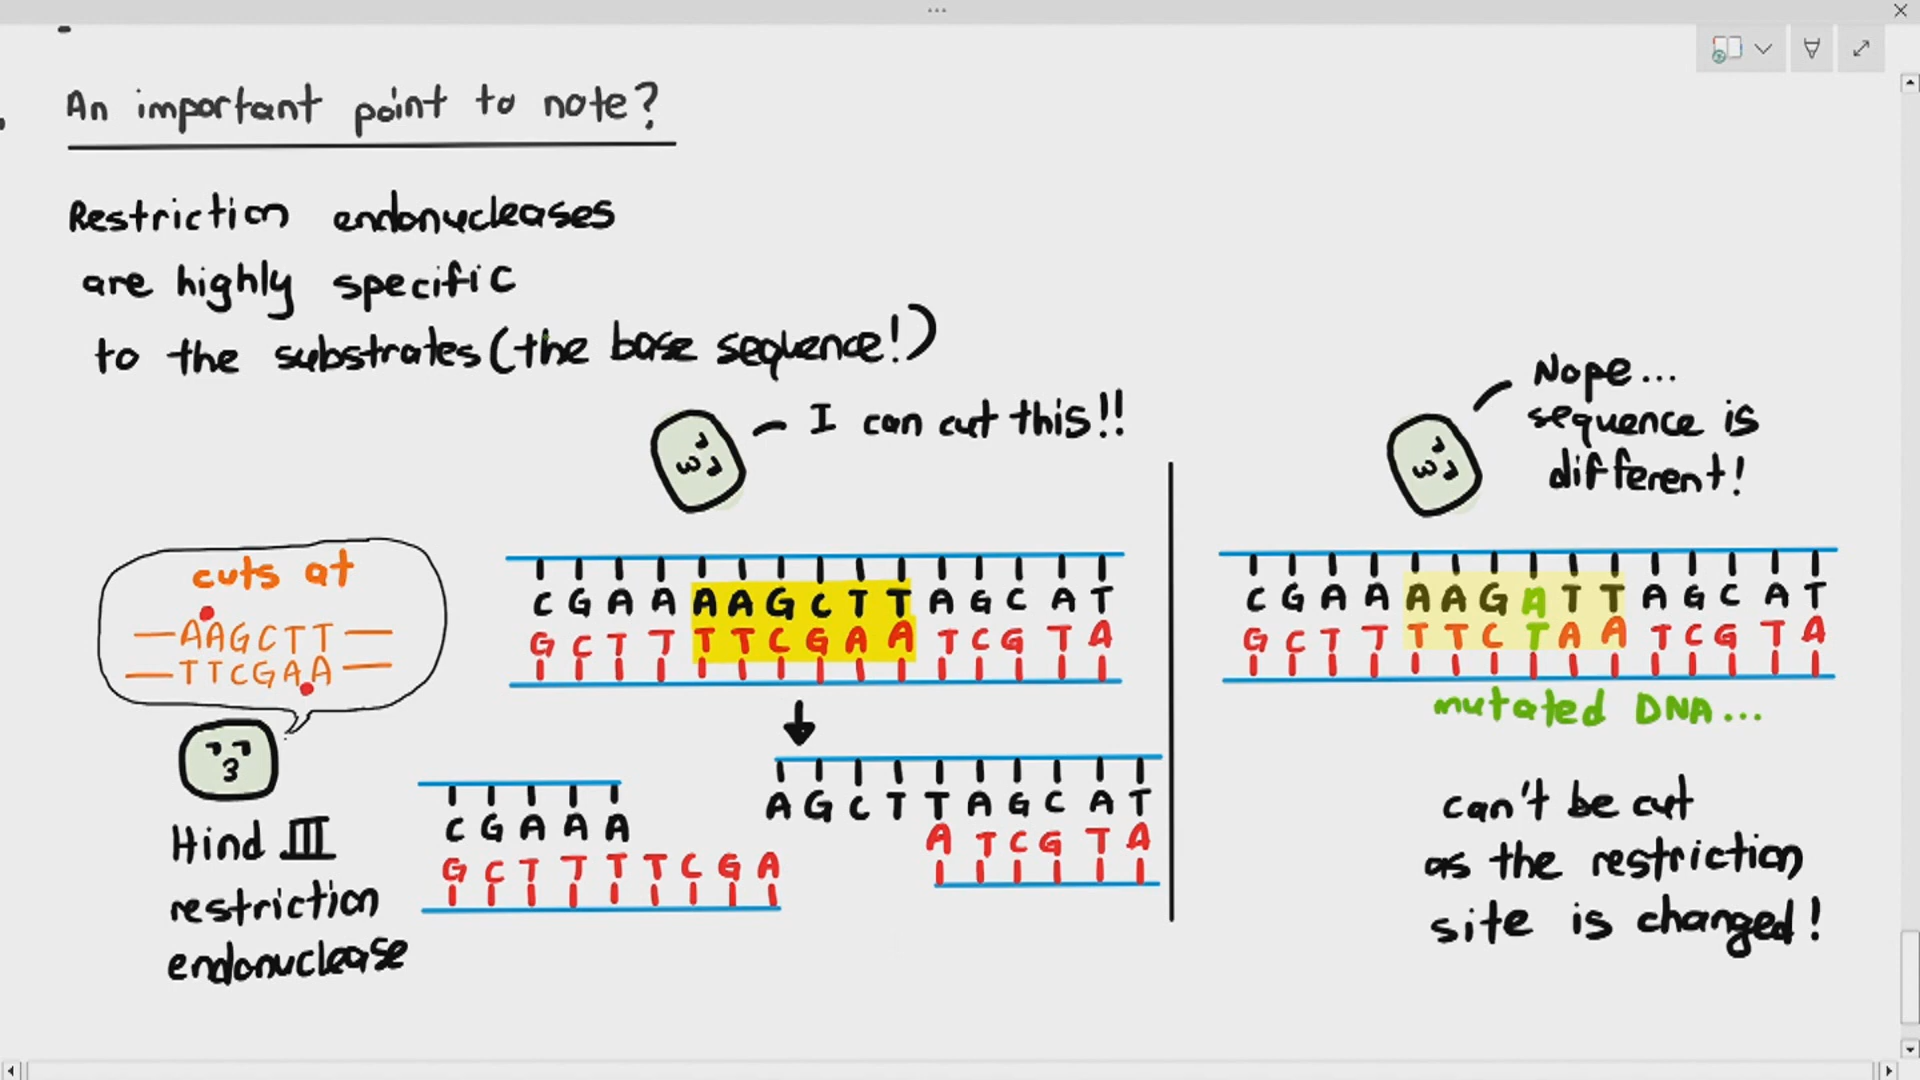 An important point to note?
Restriction endonucleases
are highly specific
to the substrates (the base sequence!)
I can cut this!!
Nope...
sequence is
different!
cuts at
AAGCTT
TTCGAA
C G A A A A G C T T A G C A T
G C T T T T C G A A T C G T A
C G A A A A G A T T A G C A T
G C T T T T C T A A T C G T A
mutated DNA...
Hind III
restriction
endonuclease
C G A A A
G C T T T T C G A
A G C T T A G C A T
A T C G T A
can't be cut
as the restriction
site is changed!